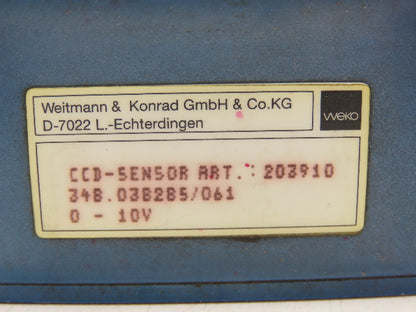 Weitmann & Konrad GmbH & Co.KG
D-7022 L.-Echterdingen
weko
CCD-SENSOR ART.: 203910
348.038285/061
0 - 10V